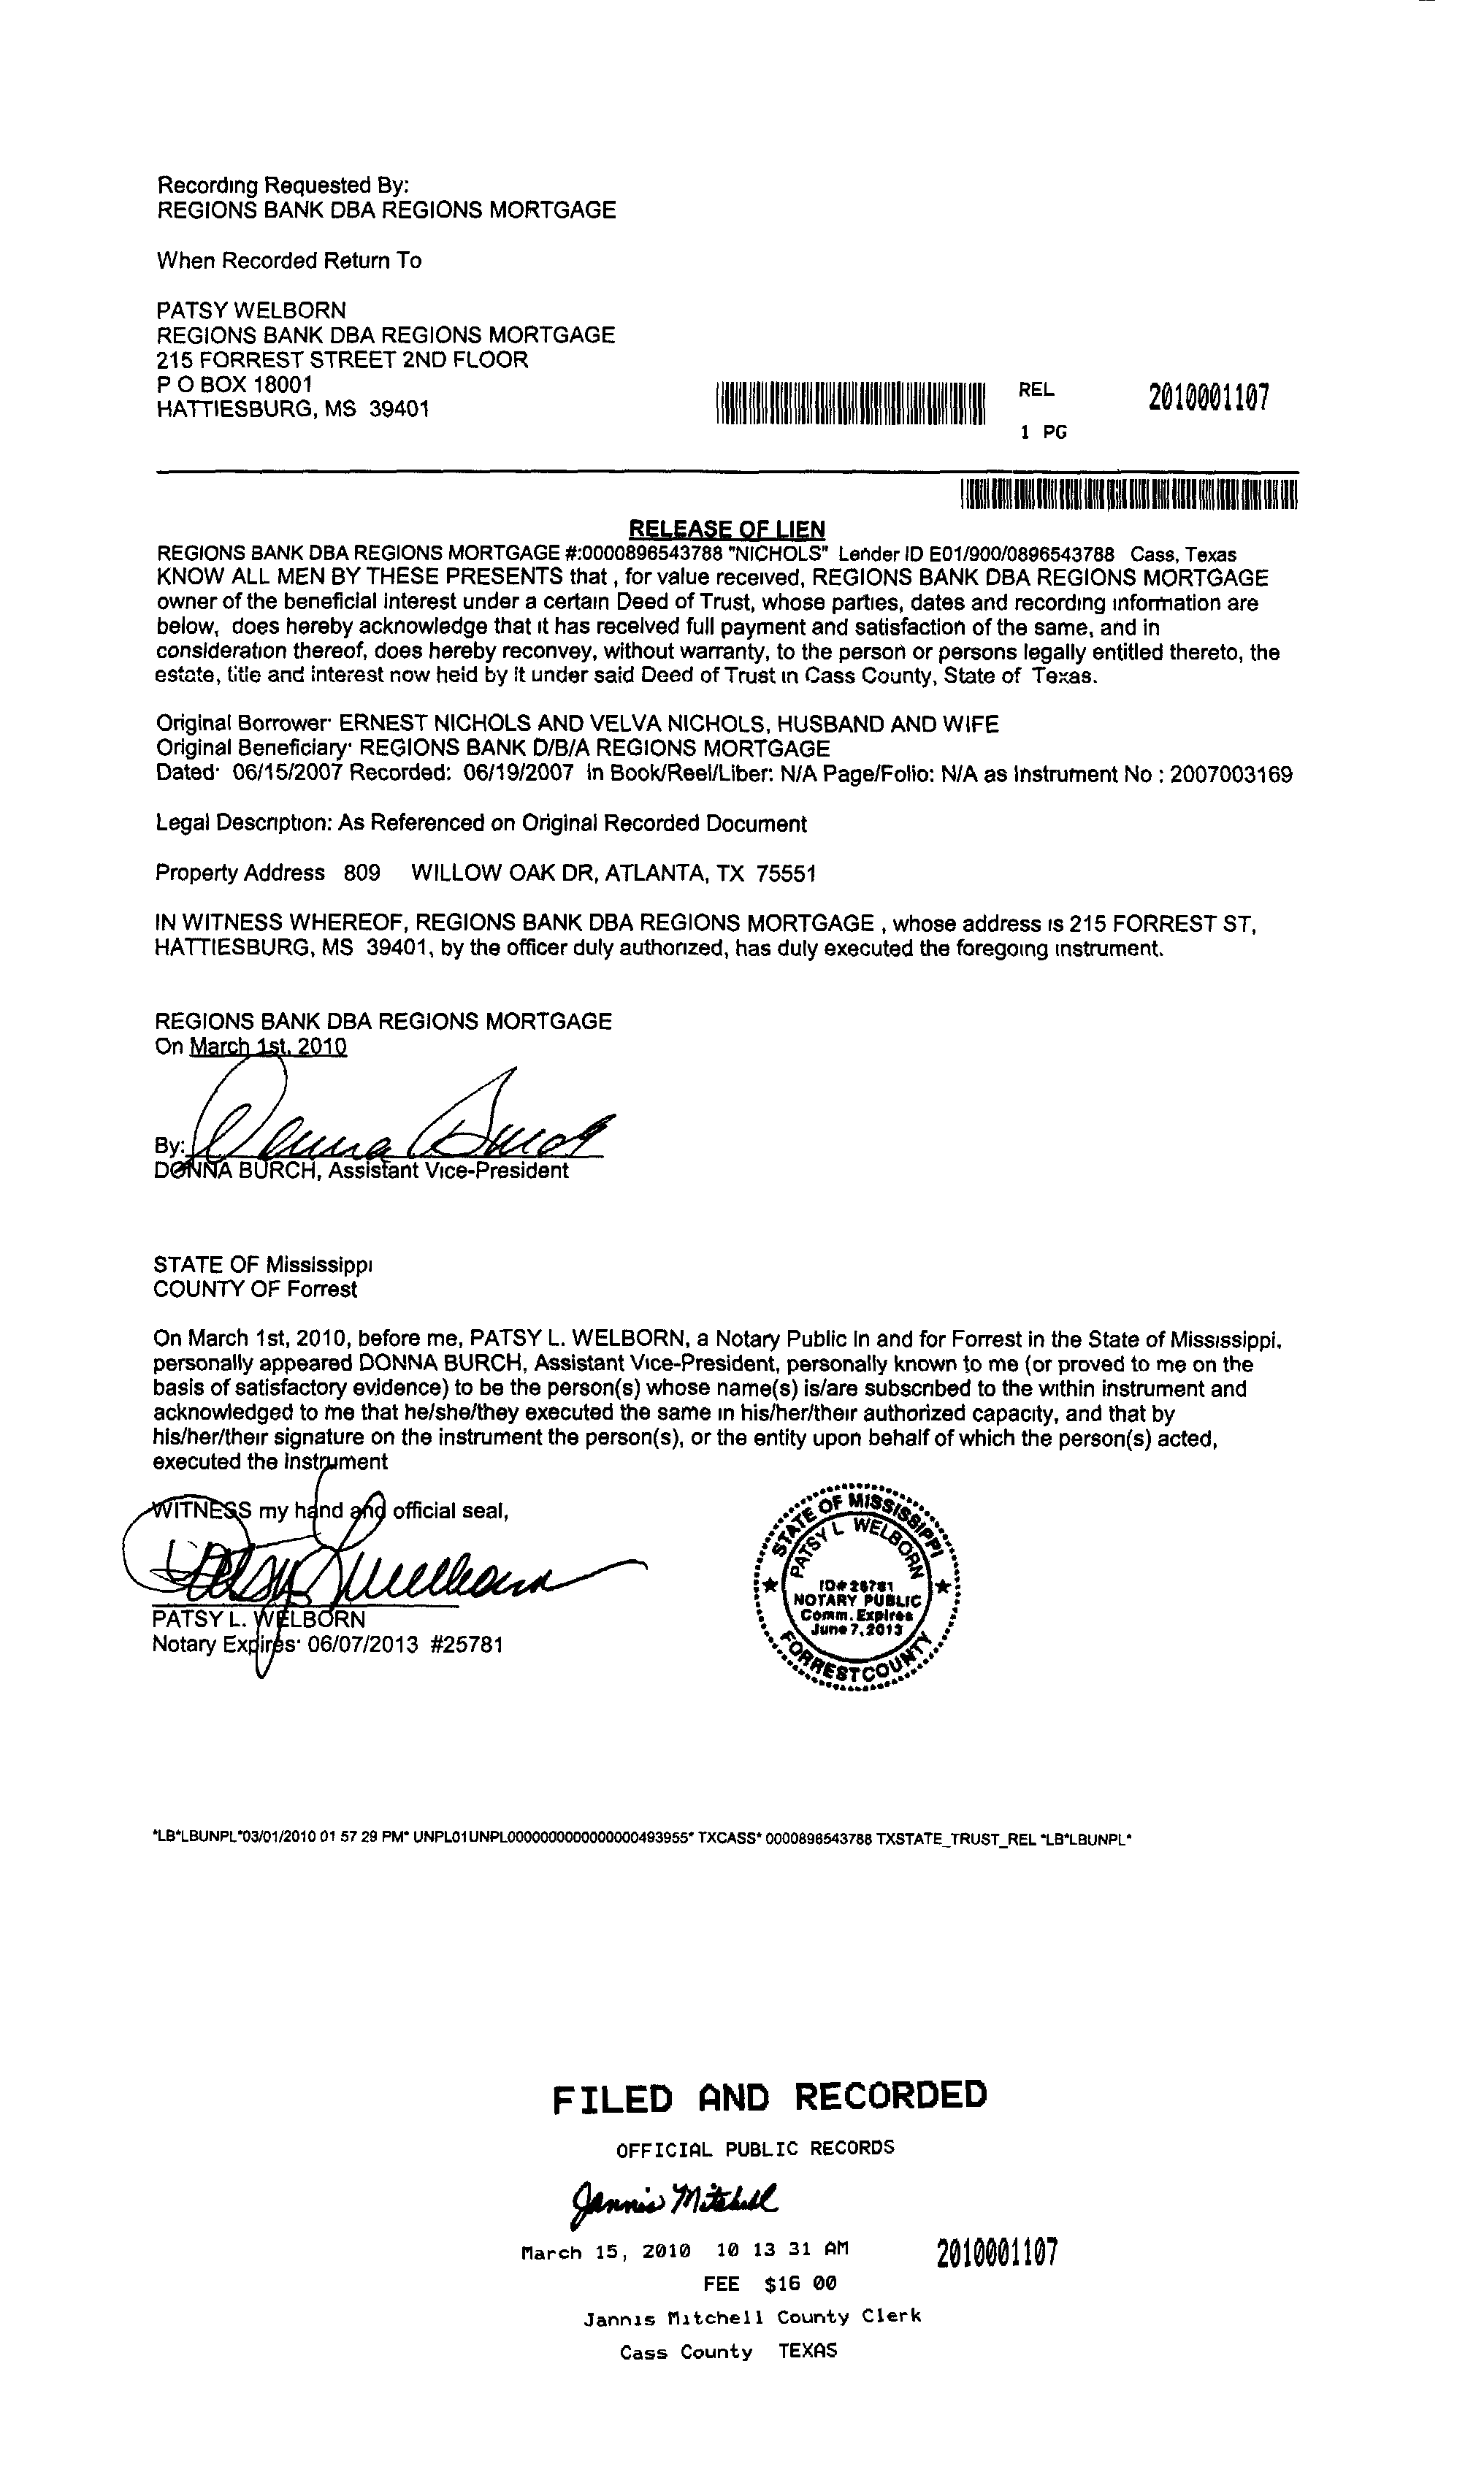 Recording Requested By:
REGIONS BANK DBA REGIONS MORTGAGE
When Recorded Return To
PATSY WELBORN
REGIONS BANK DBA REGIONS MORTGAGE
215 FORREST STREET 2ND FLOOR
P O BOX 18001
HATTIESBURG, MS 39401
REL 2010001107
1 PG
RELEASE OF LIEN
REGIONS BANK DBA REGIONS MORTGAGE #:0000896543788 "NICHOLS" Lender ID E01/900/0896543788 Cass, Texas
KNOW ALL MEN BY THESE PRESENTS that , for value received, REGIONS BANK DBA REGIONS MORTGAGE
owner of the beneficial interest under a certain Deed of Trust, whose parties, dates and recording information are
below, does hereby acknowledge that it has received full payment and satisfaction of the same, and in
consideration thereof, does hereby reconvey, without warranty, to the person or persons legally entitled thereto, the
estate, title and interest now held by it under said Deed of Trust in Cass County, State of Texas.
Original Borrower: ERNEST NICHOLS AND VELVA NICHOLS, HUSBAND AND WIFE
Original Beneficiary: REGIONS BANK D/B/A REGIONS MORTGAGE
Dated: 06/15/2007 Recorded: 06/19/2007 in Book/Reel/Liber: N/A Page/Folio: N/A as Instrument No : 2007003169
Legal Description: As Referenced on Original Recorded Document
Property Address 809 WILLOW OAK DR, ATLANTA, TX 75551
IN WITNESS WHEREOF, REGIONS BANK DBA REGIONS MORTGAGE , whose address is 215 FORREST ST,
HATTIESBURG, MS 39401, by the officer duly authorized, has duly executed the foregoing instrument.
REGIONS BANK DBA REGIONS MORTGAGE
On March 1st, 2010
By: Donna Burch
DONNA BURCH, Assistant Vice-President
STATE OF Mississippi
COUNTY OF Forrest
On March 1st, 2010, before me, PATSY L. WELBORN, a Notary Public in and for Forrest in the State of Mississippi,
personally appeared DONNA BURCH, Assistant Vice-President, personally known to me (or proved to me on the
basis of satisfactory evidence) to be the person(s) whose name(s) is/are subscribed to the within instrument and
acknowledged to me that he/she/they executed the same in his/her/their authorized capacity, and that by
his/her/their signature on the instrument the person(s), or the entity upon behalf of which the person(s) acted,
executed the instrument
WITNESS my hand and official seal,
Patsy L Welborn
PATSY L. WELBORN
Notary Expires: 06/07/2013 #25781
STATE OF MISSISSIPPI
PATSY L WELBORN
ID# 25781
NOTARY PUBLIC
Comm. Expires
June 7, 2013
FORREST COUNTY
*LB*LBUNPL*03/01/2010 01 57 29 PM* UNPL01UNPL0000000000000000493955* TXCASS* 0000896543788 TXSTATE_TRUST_REL *LB*LBUNPL*
FILED AND RECORDED
OFFICIAL PUBLIC RECORDS
Jannis Mitchell
March 15, 2010 10 13 31 AM 2010001107
FEE $16 00
Jannis Mitchell County Clerk
Cass County TEXAS